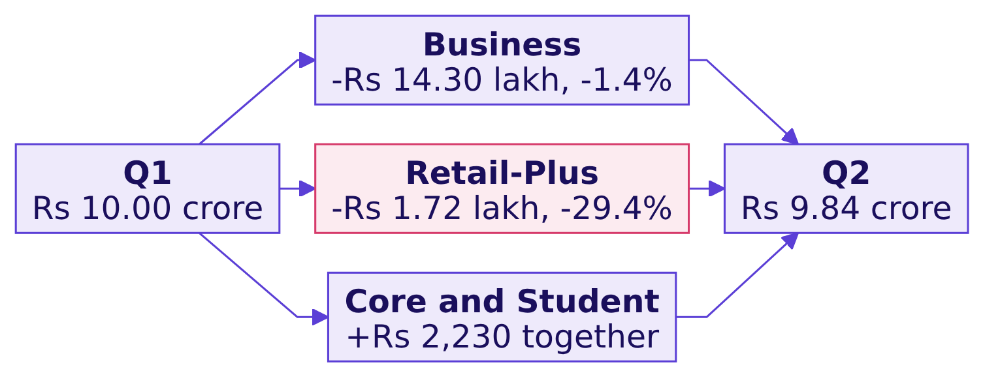 Business
-Rs 14.30 lakh, -1.4%
Q1
Rs 10.00 crore
Retail-Plus
-Rs 1.72 lakh, -29.4%
Q2
Rs 9.84 crore
Core and Student
+Rs 2,230 together